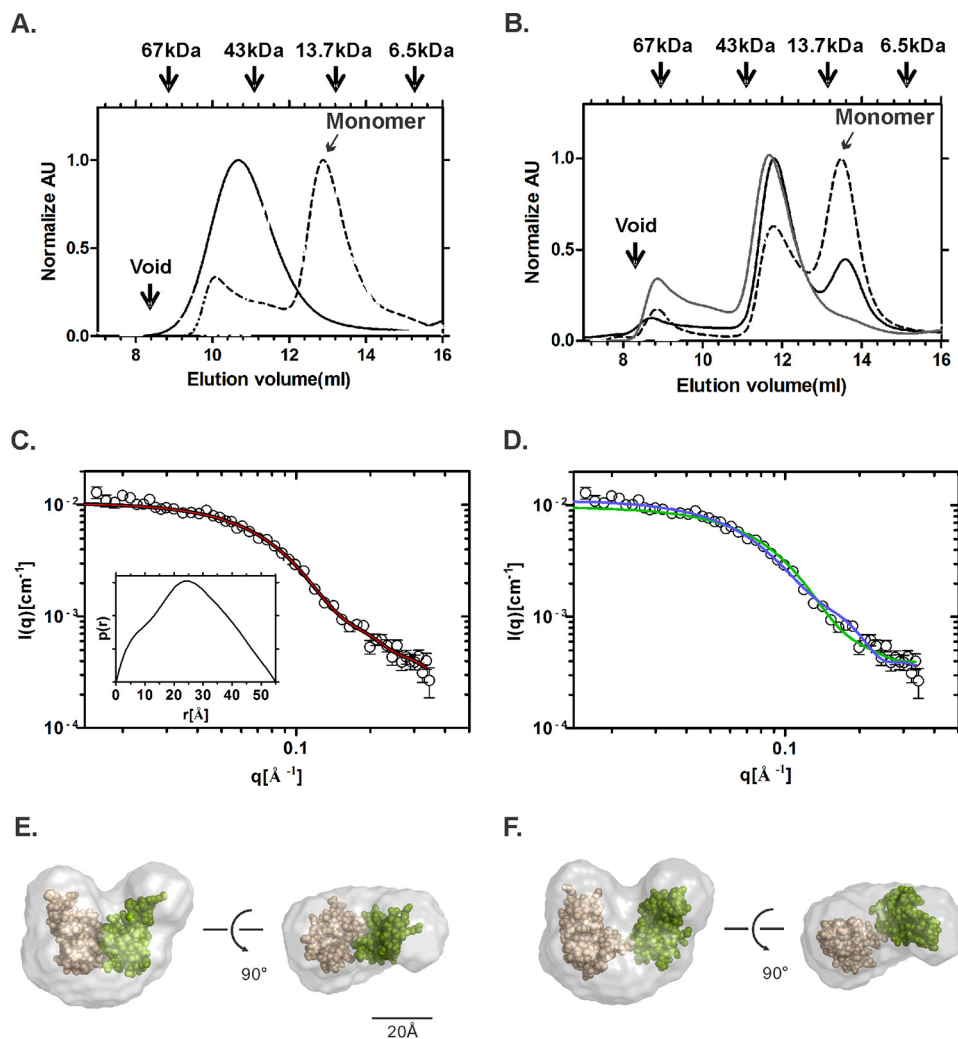 A.
67kDa 43kDa 13.7kDa 6.5kDa
Monomer
Void
Normalize AU
1.0
0.5
0.0
8 10 12 14 16
Elution volume(ml)
B.
67kDa 43kDa 13.7kDa 6.5kDa
Monomer
Void
Normalize AU
1.0
0.5
0.0
8 10 12 14 16
Elution volume(ml)
C.
I(q)[cm⁻¹]
10⁻²
10⁻³
10⁻⁴
p(r)
0 10 20 30 40 50
r[Å]
0.1
q[Å ⁻¹]
D.
I(q)[cm⁻¹]
10⁻²
10⁻³
10⁻⁴
0.1
q[Å ⁻¹]
E.
90°
20Å
F.
90°